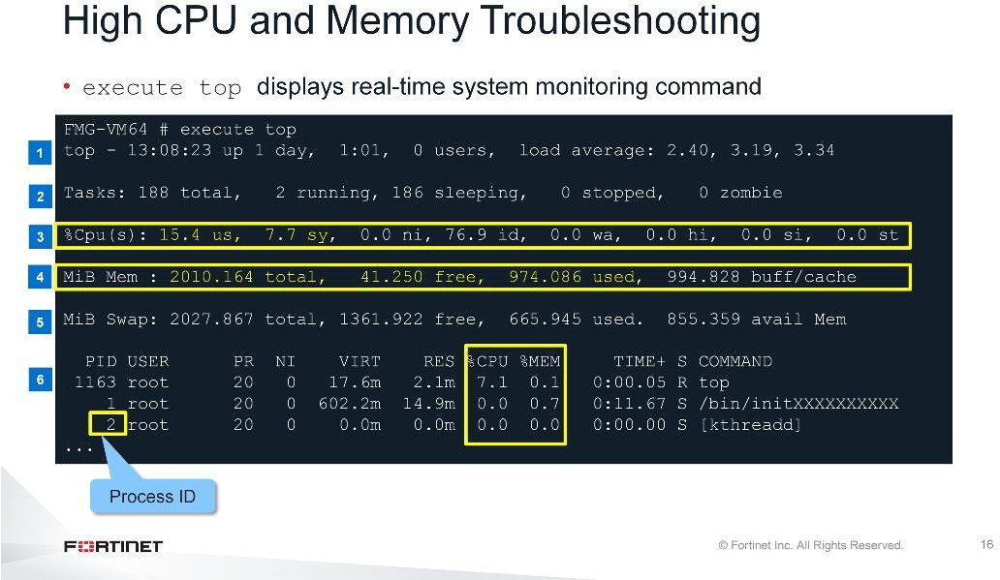 High CPU and Memory Troubleshooting
• execute top displays real-time system monitoring command
FMG-VM64 # execute top
1 top - 13:08:23 up 1 day, 1:01, 0 users, load average: 2.40, 3.19, 3.34
2 Tasks: 188 total, 2 running, 186 sleeping, 0 stopped, 0 zombie
3 %Cpu(s): 15.4 us, 7.7 sy, 0.0 ni, 76.9 id, 0.0 wa, 0.0 hi, 0.0 si, 0.0 st
4 MiB Mem : 2010.164 total, 41.250 free, 974.086 used, 994.828 buff/cache
5 MiB Swap: 2027.867 total, 1361.922 free, 665.945 used. 855.359 avail Mem
PID USER PR NI VIRT RES %CPU %MEM TIME+ S COMMAND
6 1163 root 20 0 17.6m 2.1m 7.1 0.1 0:00.05 R top
1 root 20 0 602.2m 14.9m 0.0 0.7 0:11.67 S /bin/initXXXXXXXXXX
2 root 20 0 0.0m 0.0m 0.0 0.0 0:00.00 S [kthreadd]
...
Process ID
FORTINET
© Fortinet Inc. All Rights Reserved.
16